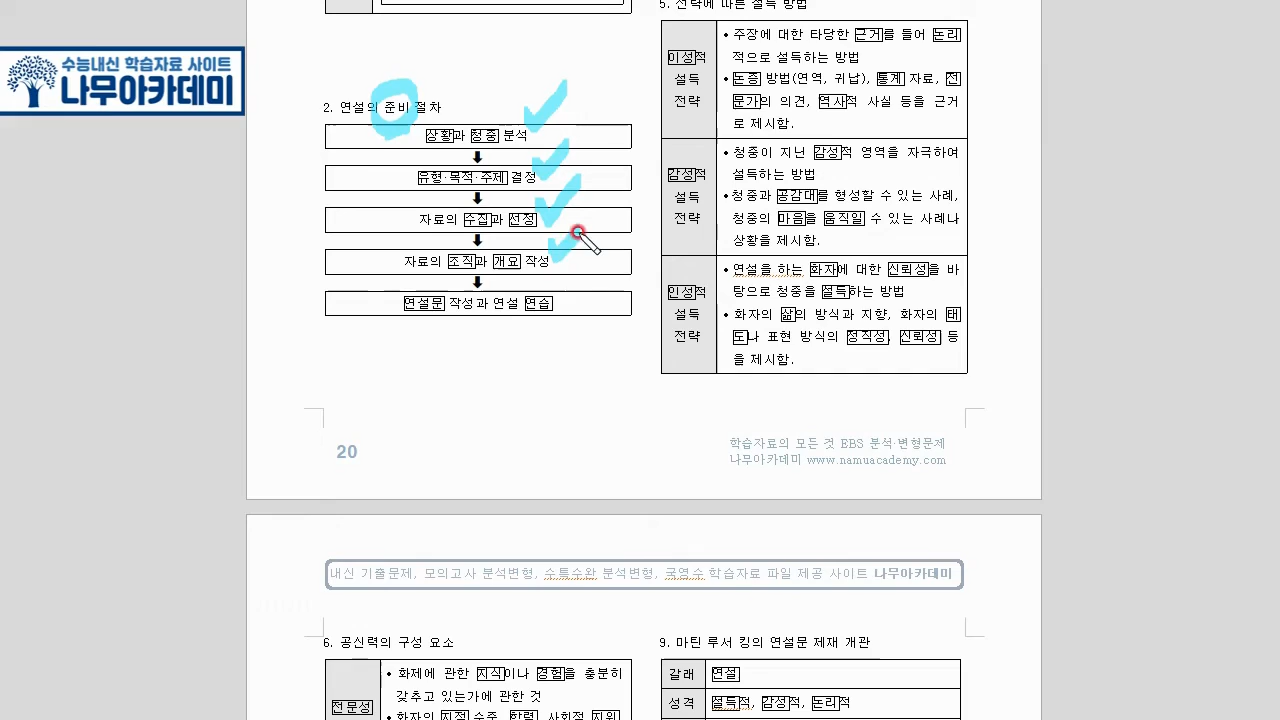 수능내신 학습자료 사이트
나무아카데미
2. 연설의 준비 절차
상황과 청중 분석
유형·목적·주제 결정
자료의 수집과 선정
자료의 조직과 개요 작성
연설문 작성과 연설 연습
5. 전략에 따른 설득 방법
이성적
설득
전략
• 주장에 대한 타당한 근거를 들어 논리
적으로 설득하는 방법
• 논증 방법(연역, 귀납), 통계 자료, 전
문가의 의견, 역사적 사실 등을 근거
로 제시함.
감성적
설득
전략
• 청중이 지닌 감성적 영역을 자극하여
설득하는 방법
• 청중과 공감대를 형성할 수 있는 사례,
청중의 마음을 움직일 수 있는 사례나
상황을 제시함.
인성적
설득
전략
• 연설을 하는 화자에 대한 신뢰성을 바
탕으로 청중을 설득하는 방법
• 화자의 삶의 방식과 지향, 화자의 태
도나 표현 방식의 정직성, 신뢰성 등
을 제시함.
20
학습자료의 모든 것 EBS 분석·변형문제
나무아카데미 www.namuacademy.com
내신 기출문제, 모의고사 분석변형, 수특수완 분석변형, 국영수 학습자료 파일 제공 사이트 나무아카데미
6. 공신력의 구성 요소
전문성
• 화제에 관한 지식이나 경험을 충분히
갖추고 있는가에 관한 것
• 화자의 지적 수준, 학력, 사회적 지위
9. 마틴 루서 킹의 연설문 제재 개관
갈래 연설
성격 설득적, 감성적, 논리적